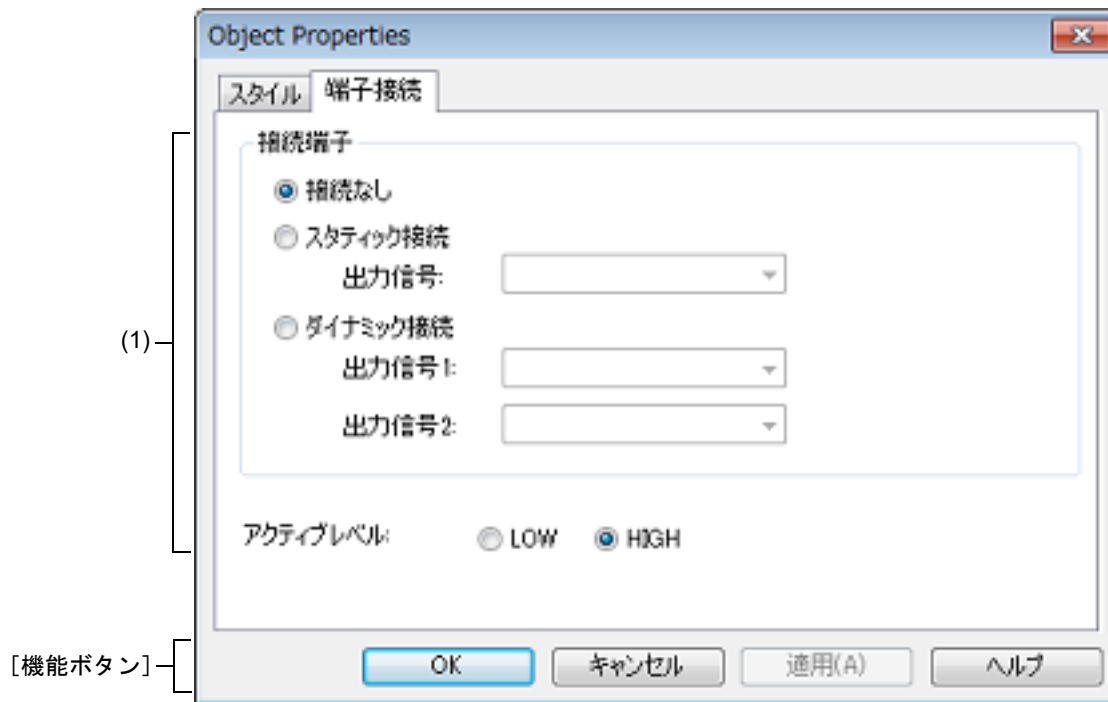 Object Properties
スタイル 端子接続
接続端子
接続なし
スタティック接続
出力信号:
ダイナミック接続
(1)
出力信号1:
出力信号2:
アクティブレベル: LOW HIGH
[機能ボタン] OK キャンセル 適用(A) ヘルプ